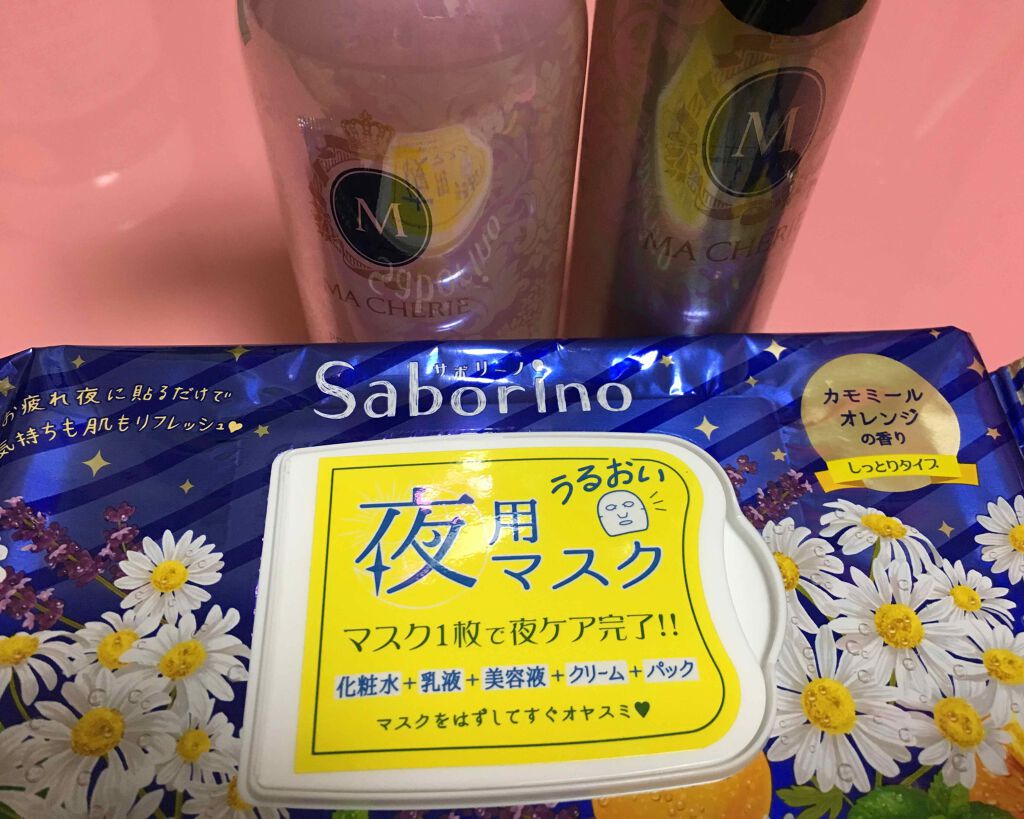 M
MA CHERIE
M
MA CHERIE
サボリーノ
Saborino
お疲れ夜に貼るだけで
気持ちも肌もリフレッシュ♥
カモミール
オレンジ
の香り
しっとりタイプ
うるおい
夜用
マスク
マスク1枚で夜ケア完了!!
化粧水+乳液+美容液+クリーム+パック
マスクをはずしてすぐオヤスミ♥